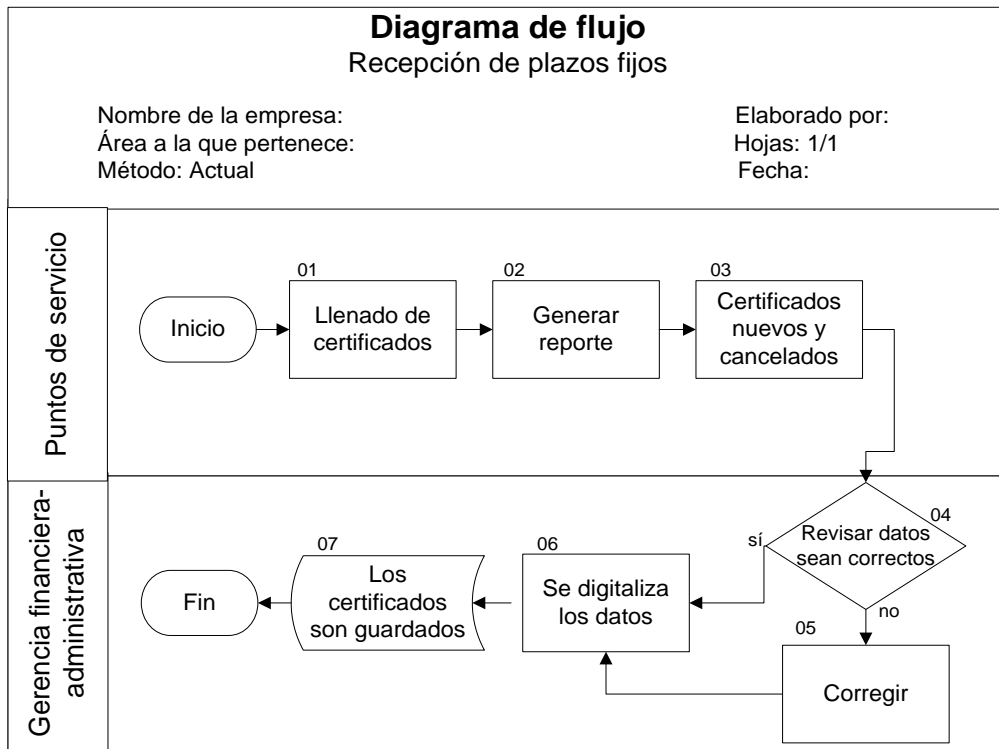 Diagrama de flujo
Recepción de plazos fijos
Nombre de la empresa:
Área a la que pertenece:
Método: Actual
Elaborado por:
Hojas: 1/1
Fecha:
Puntos de servicio
Inicio
01
Llenado de
certificados
02
Generar
reporte
03
Certificados
nuevos y
cancelados
Gerencia financiera-
administrativa
04
Revisar datos
sean correctos
sí
no
05
Corregir
06
Se digitaliza
los datos
07
Los
certificados
son guardados
Fin